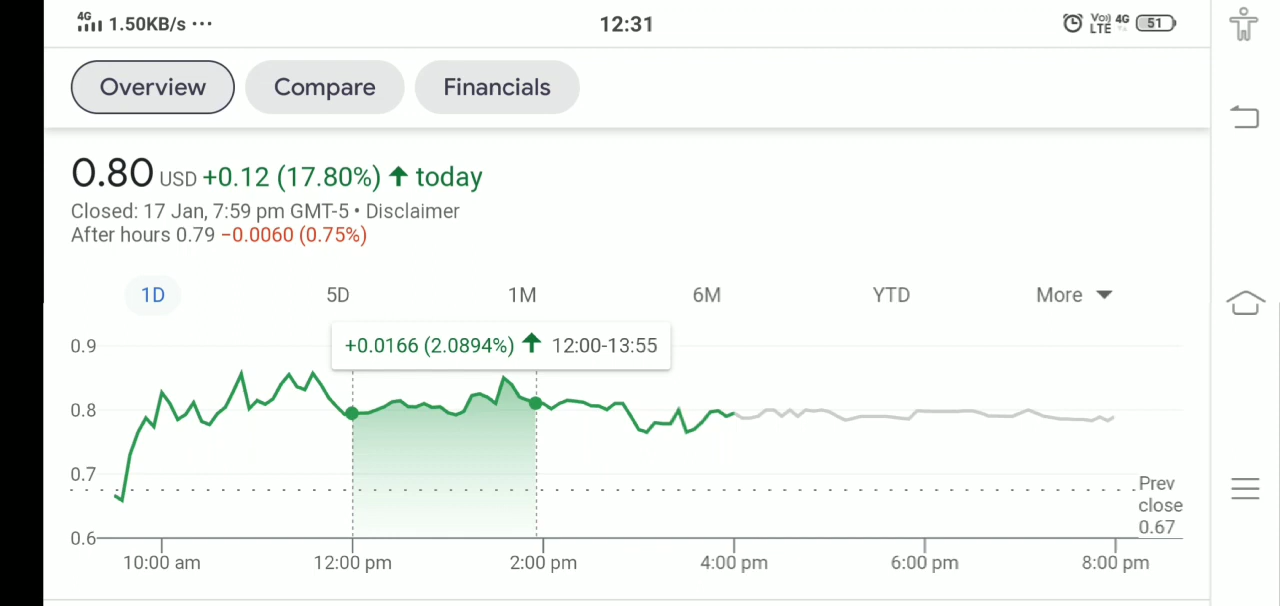 4G 1.50KB/s ··· 12:31 Vo)) LTE 4G 51
Overview Compare Financials
0.80 USD +0.12 (17.80%) ↑ today
Closed: 17 Jan, 7:59 pm GMT-5 • Disclaimer
After hours 0.79 −0.0060 (0.75%)
1D 5D 1M 6M YTD More
+0.0166 (2.0894%) ↑ 12:00-13:55
0.9
0.8
0.7
Prev
close
0.67
0.6
10:00 am 12:00 pm 2:00 pm 4:00 pm 6:00 pm 8:00 pm